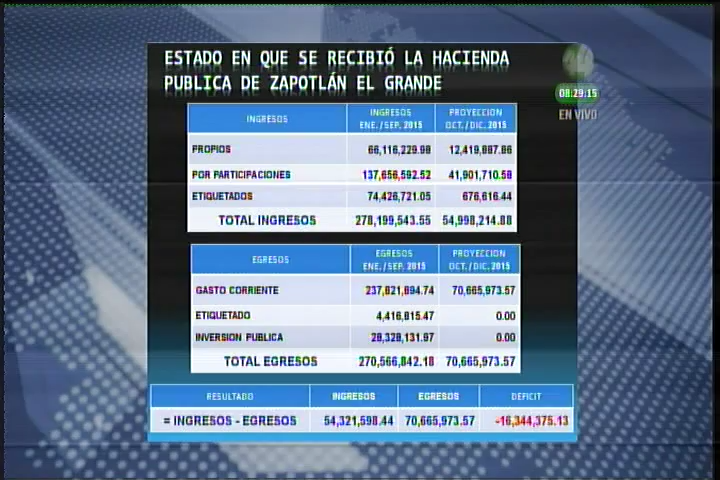 ESTADO EN QUE SE RECIBIÓ LA HACIENDA
PUBLICA DE ZAPOTLÁN EL GRANDE
08:29:15
EN VIVO
INGRESOS INGRESOS ENE./SEP. 2015 PROYECCION OCT./DIC. 2015
PROPIOS 66,116,229.98 12,419,887.86
POR PARTICIPACIONES 137,656,592.52 41,901,710.58
ETIQUETADOS 74,426,721.05 676,616.44
TOTAL INGRESOS 278,199,543.55 54,998,214.88
EGRESOS EGRESOS ENE./SEP. 2015 PROYECCION OCT./DIC. 2015
GASTO CORRIENTE 237,821,894.74 70,665,973.57
ETIQUETADO 4,416,815.47 0.00
INVERSION PUBLICA 28,328,131.97 0.00
TOTAL EGRESOS 270,566,842.18 70,665,973.57
RESULTADO INGRESOS EGRESOS DEFICIT
= INGRESOS - EGRESOS 54,321,598.44 70,665,973.57 -16,344,375.13